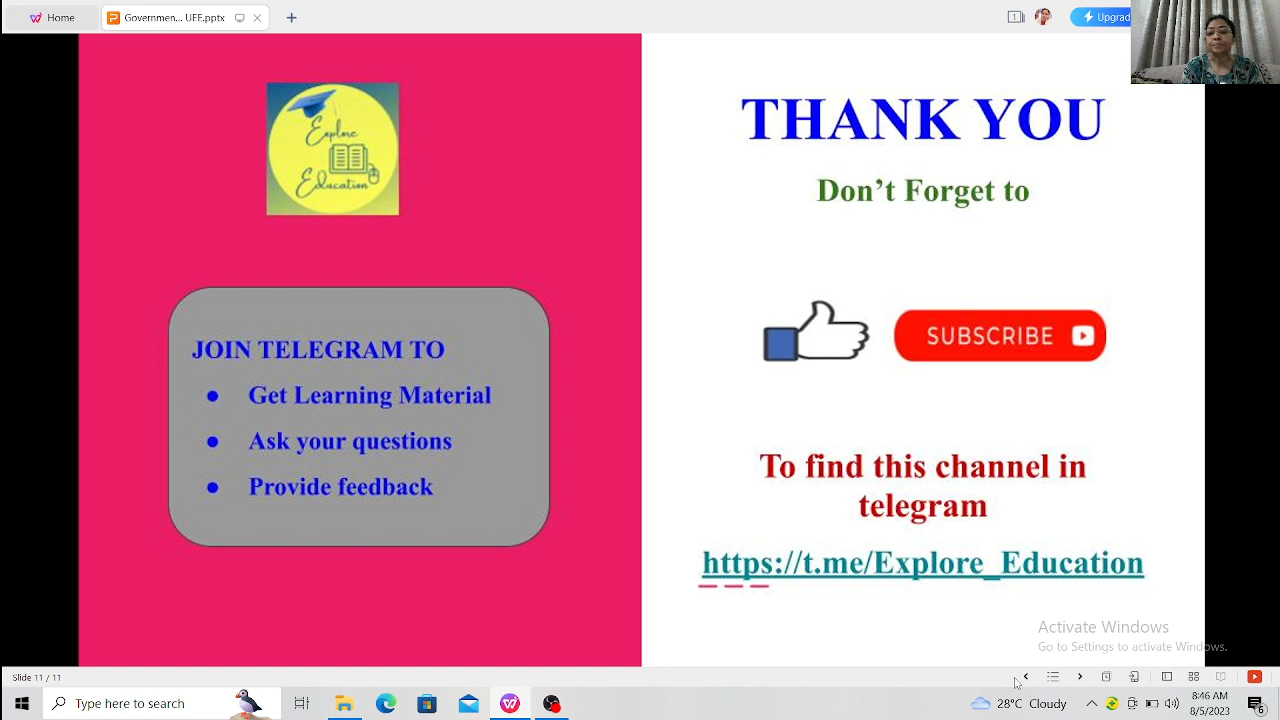 Home
Governmen... UEE.pptx
Upgrad
Explore
Education
JOIN TELEGRAM TO
● Get Learning Material
● Ask your questions
● Provide feedback
THANK YOU
Don’t Forget to
SUBSCRIBE
To find this channel in
telegram
https://t.me/Explore_Education
Activate Windows
Go to Settings to activate Windows.
Slide 11 / 11
Type here to search
28°C Cloudy
8:46 AM
8/5/2023
6